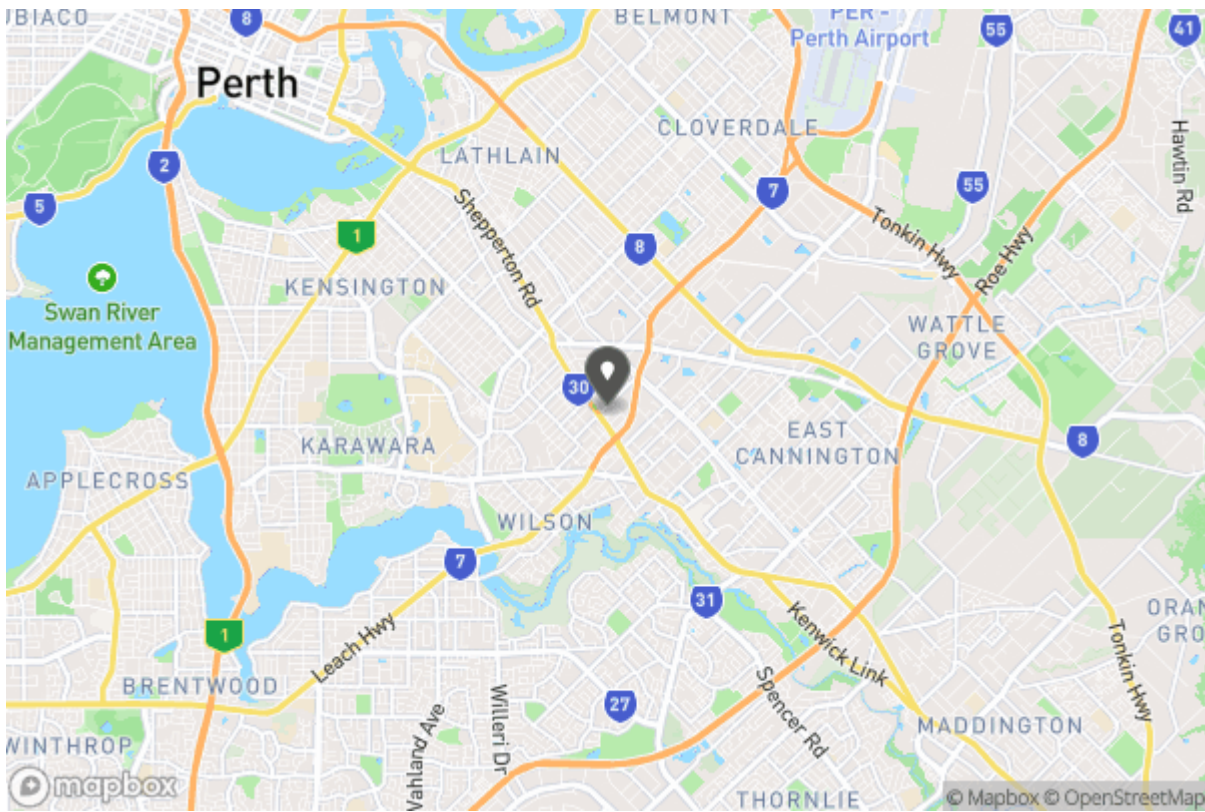 UBIACO
8
BELMONT
PER -
Perth Airport
55
41
Perth
CLOVERDALE
Hawtin Rd
LATHLAIN
2
7
55
5
Shepperton Rd
1
8
Tonkin Hwy
Roe Hwy
KENSINGTON
Swan River
Management Area
WATTLE
GROVE
30
KARAWARA
EAST
CANNINGTON
8
APPLECROSS
WILSON
7
31
ORAN
GRO
1
Leach Hwy
Kenwick Link
Tonkin Hwy
BRENTWOOD
27
Spencer Rd
Willeri Dr
Vahland Ave
MADDINGTON
WINTHROP
mapbox
THORNLIE
© Mapbox © OpenStreetMap